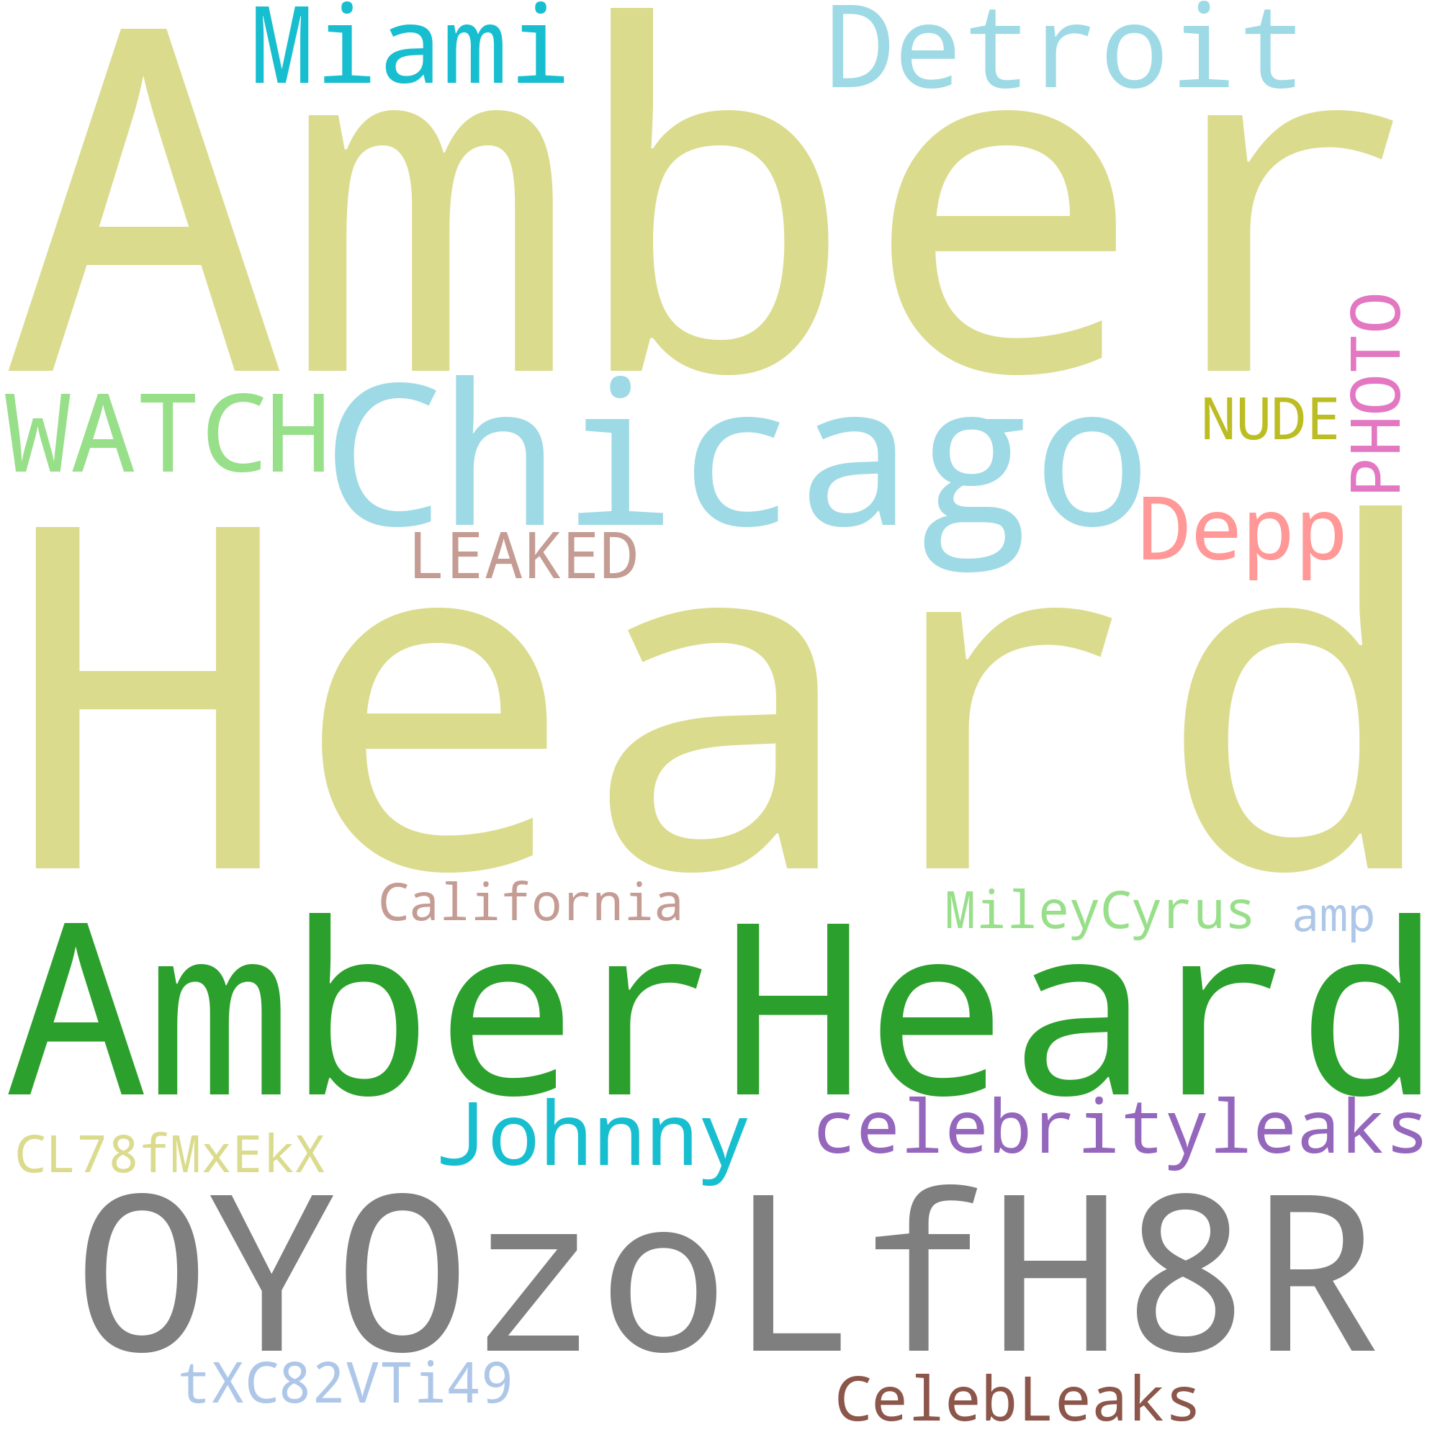 Miami
Detroit
Amber
PHOTO
WATCH
Chicago
NUDE
Depp
LEAKED
Heard
California
MileyCyrus
amp
AmberHeard
celebrityleaks
Johnny
CL78fMxEkX
OYOzoLfH8R
tXC82VTi49
CelebLeaks